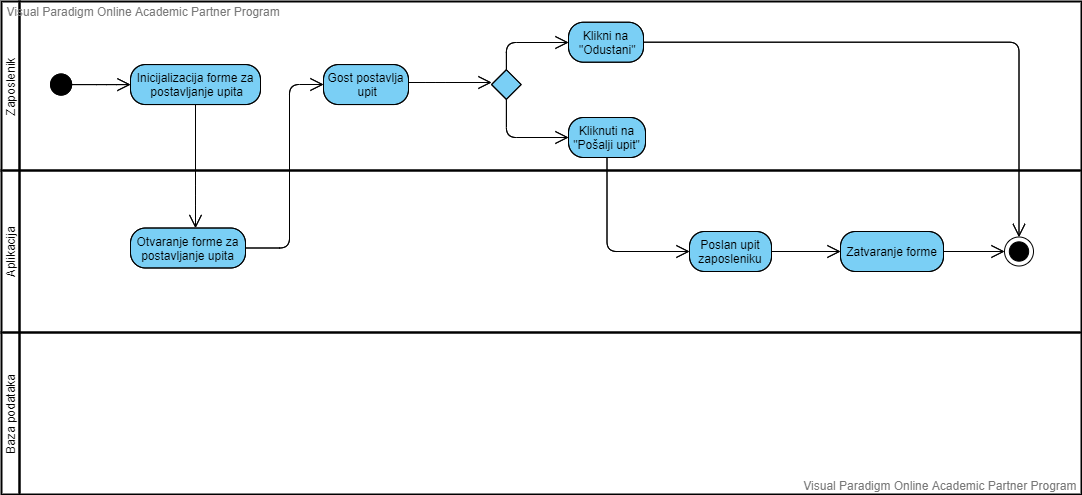 Visual Paradigm Online Academic Partner Program
Zaposlenik
Inicijalizacija forme za
postavljanje upita
Gost postavlja
upit
Klikni na
"Odustani"
Kliknuti na
"Pošalji upit"
Aplikacija
Otvaranje forme za
postavljanje upita
Poslan upit
zaposleniku
Zatvaranje forme
Baza podataka
Visual Paradigm Online Academic Partner Program